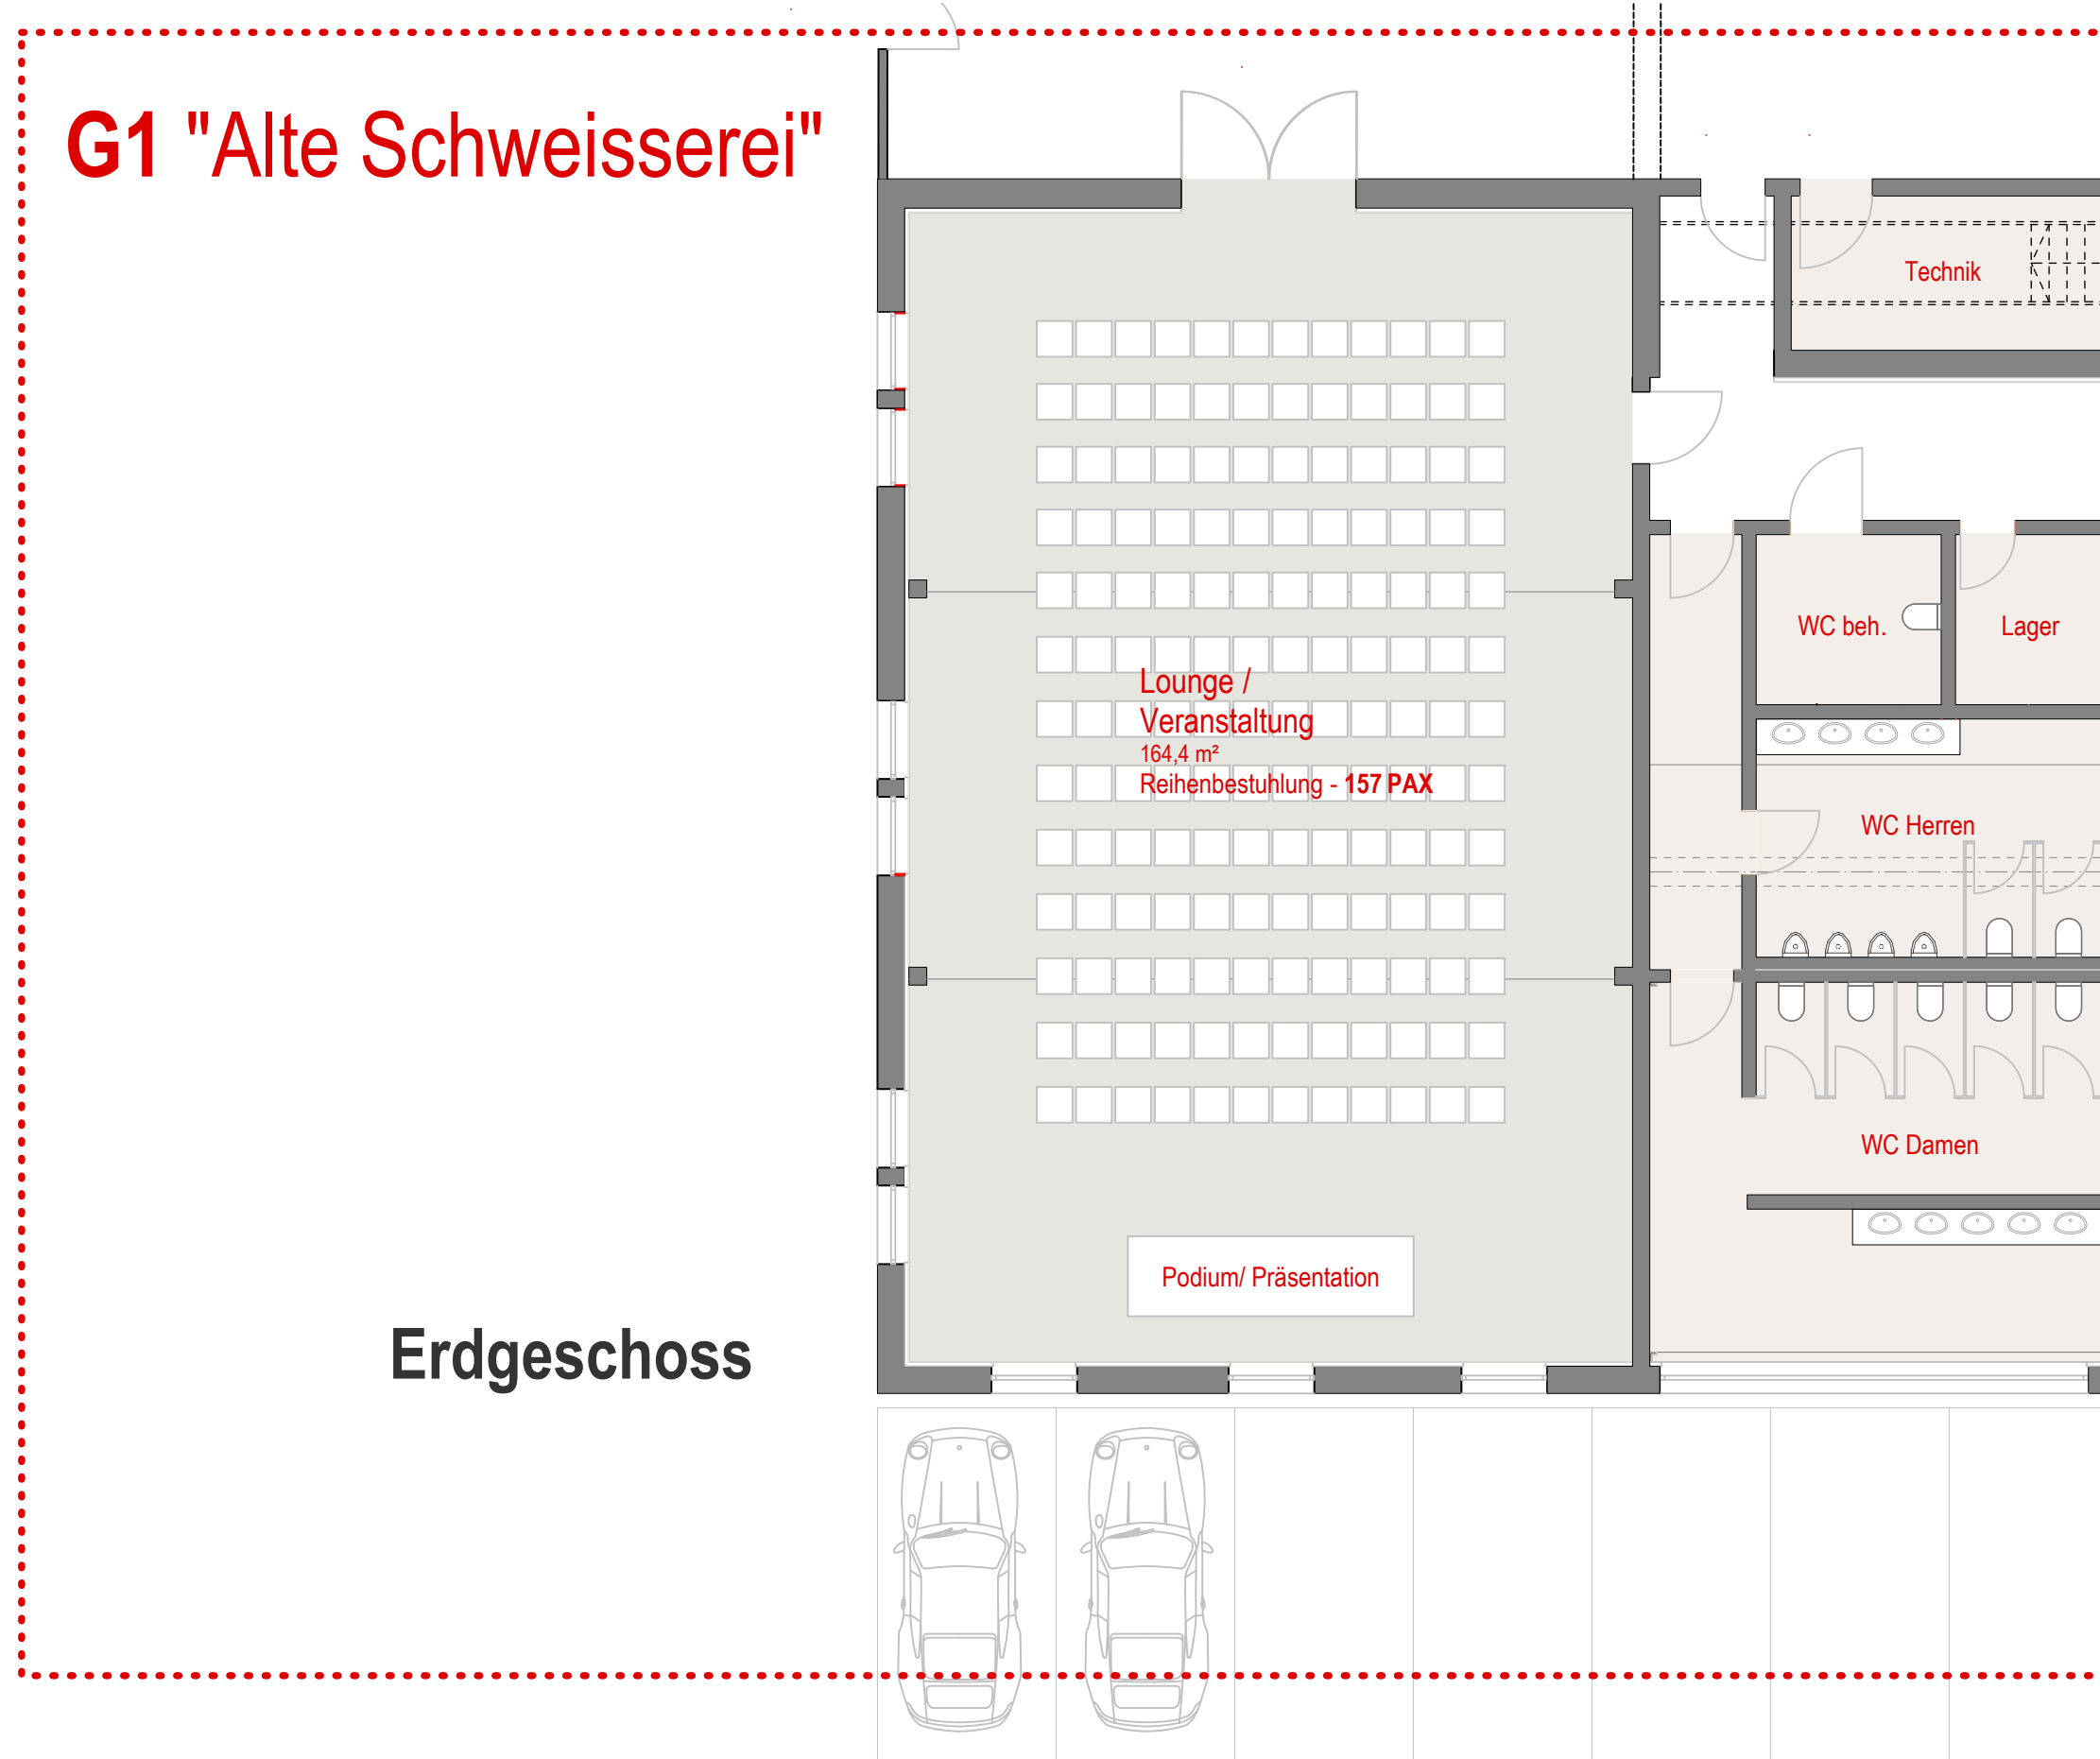 G1 "Alte Schweisserei"
Technik
WC beh.
Lager
Lounge /
Veranstaltung
164,4 m²
Reihenbestuhlung - 157 PAX
WC Herren
WC Damen
Podium/ Präsentation
Erdgeschoss